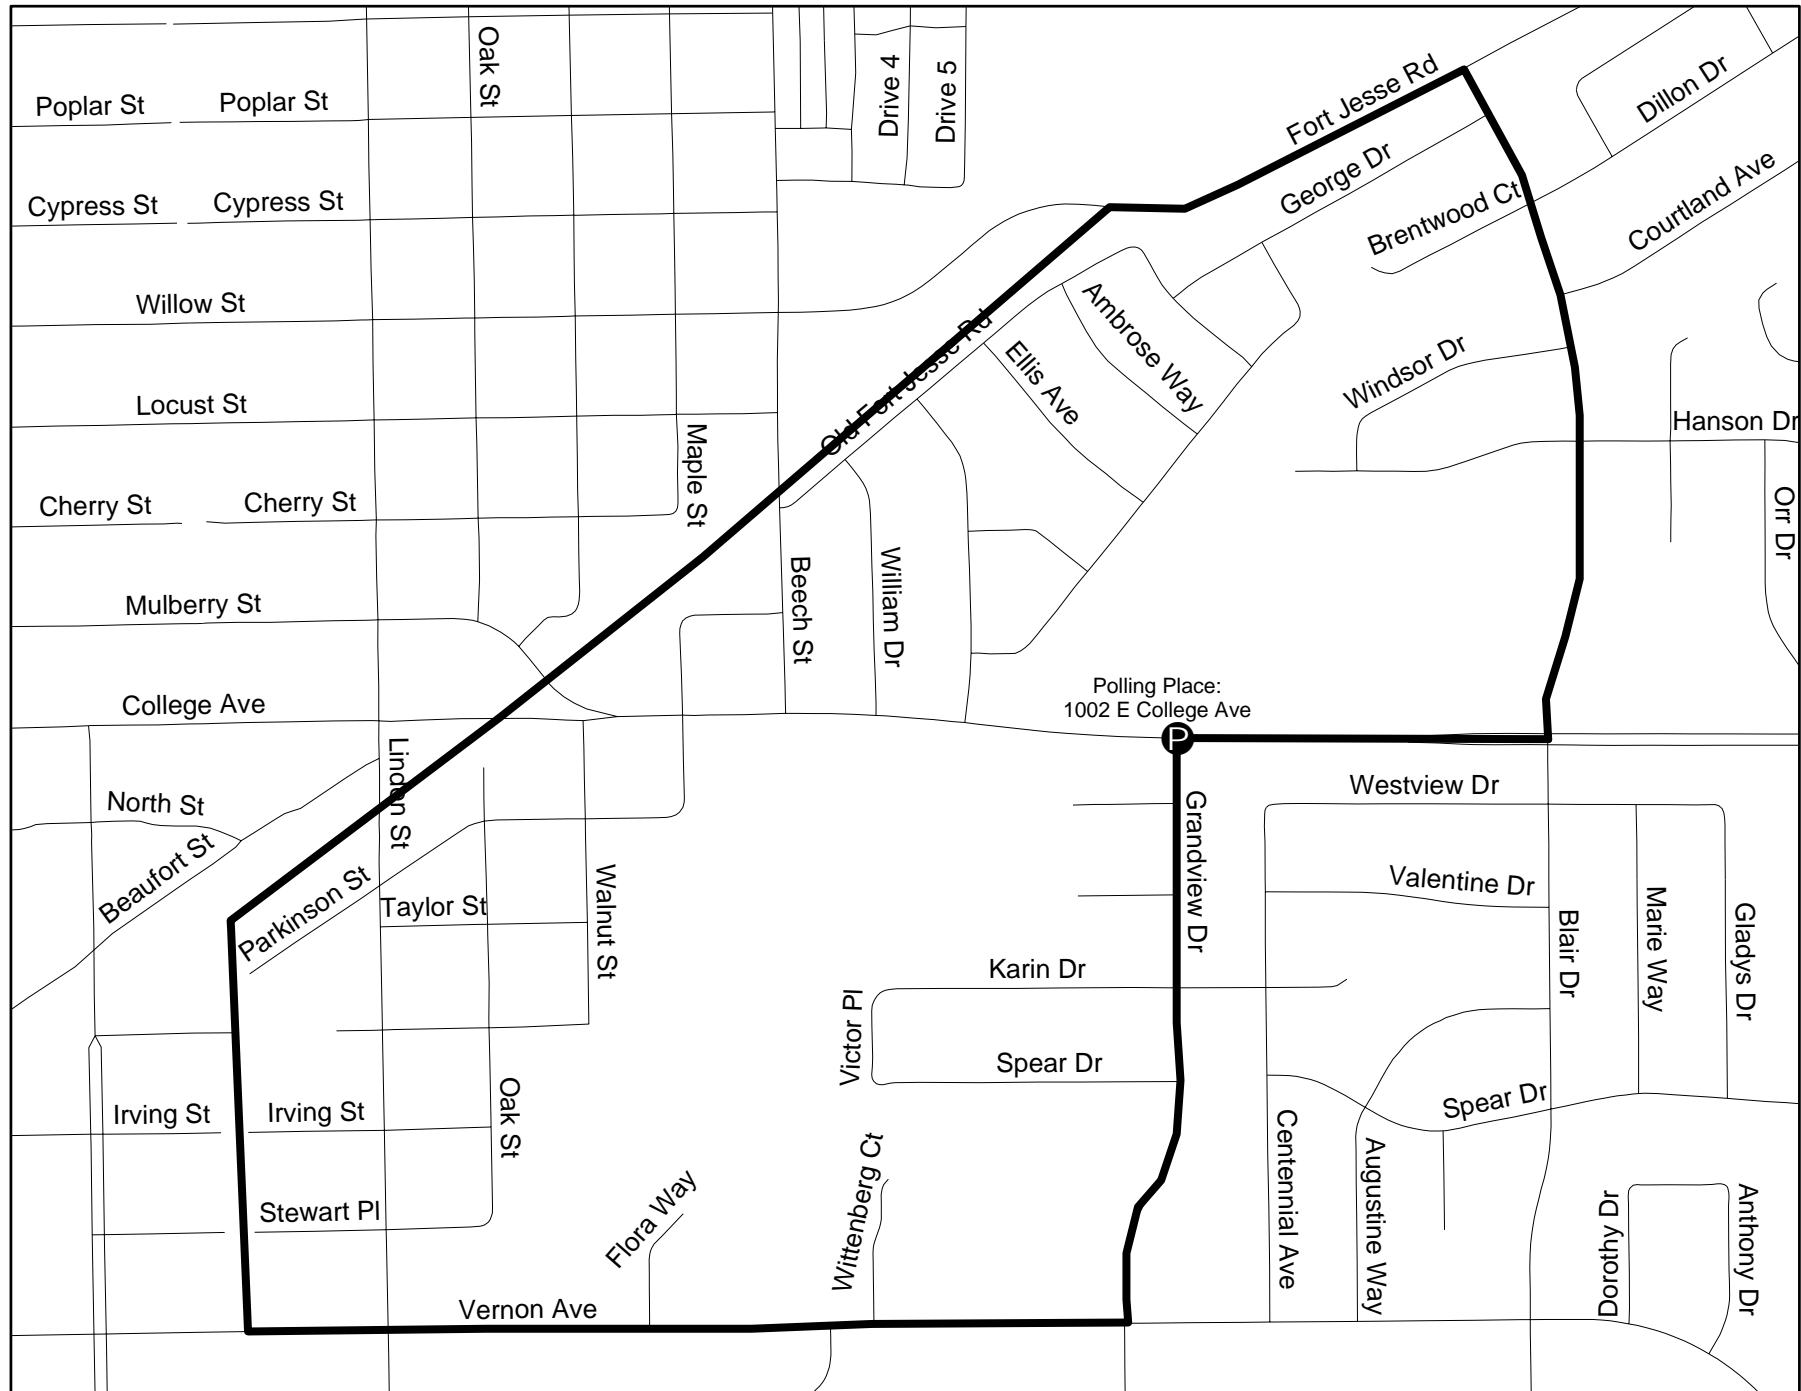 Oak St
Drive 4
Drive 5
Fort Jesse Rd
Dillon Dr
Poplar St
Poplar St
George Dr
Brentwood Ct
Courtland Ave
Cypress St
Cypress St
Willow St
Old Fort Jesse Rd
Ambrose Way
Ellis Ave
Windsor Dr
Locust St
Hanson Dr
Maple St
Cherry St
Cherry St
Orr Dr
Beech St
William Dr
Mulberry St
College Ave
Polling Place:
1002 E College Ave
P
Linden St
Westview Dr
North St
Grandview Dr
Beaufort St
Parkinson St
Taylor St
Walnut St
Valentine Dr
Blair Dr
Marie Way
Gladys Dr
Karin Dr
Victor Pl
Spear Dr
Irving St
Irving St
Oak St
Spear Dr
Centennial Ave
Augustine Way
Stewart Pl
Flora Way
Wittenberg Ct
Dorothy Dr
Anthony Dr
Vernon Ave